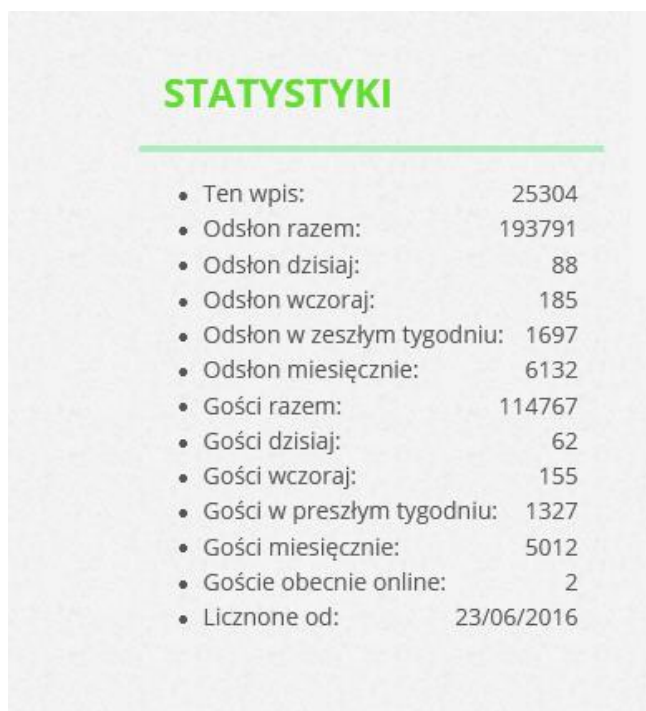 STATYSTYKI
Ten wpis: 25304
Odsłon razem: 193791
Odsłon dzisiaj: 88
Odsłon wczoraj: 185
Odsłon w zeszłym tygodniu: 1697
Odsłon miesięcznie: 6132
Gości razem: 114767
Gości dzisiaj: 62
Gości wczoraj: 155
Gości w preszłym tygodniu: 1327
Gości miesięcznie: 5012
Goście obecnie online: 2
Licznone od: 23/06/2016